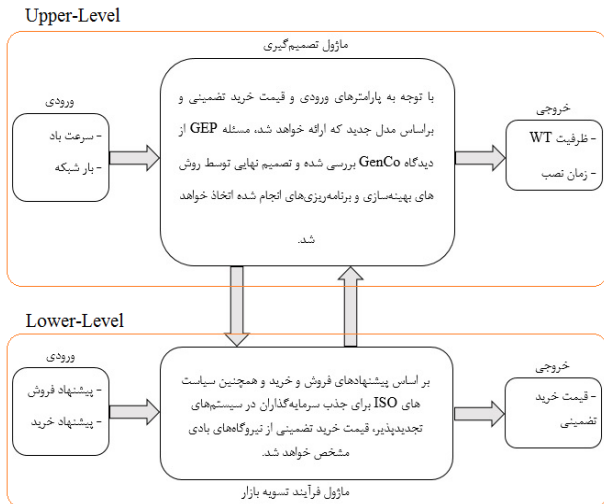 Upper-Level
ماژول تصمیم‌گیری
ورودی
- سرعت باد
- بار شبکه
با توجه به پارامترهای ورودی و قیمت خرید تضمینی و
براساس مدل جدید که ارائه خواهد شد، مسئله GEP از
دیدگاه GenCo بررسی شده و تصمیم نهایی توسط روش
های بهینه‌سازی و برنامه‌ریزی‌های انجام شده اتخاذ خواهد
شد.
خروجی
- ظرفیت WT
- زمان نصب
Lower-Level
ورودی
- پیشنهاد فروش
- پیشنهاد خرید
بر اساس پیشنهادهای فروش و خرید و همچنین سیاست
های ISO برای جذب سرمایه‌گذاران در سیستم‌های
تجدیدپذیر، قیمت خرید تضمینی از نیروگاه‌های بادی
مشخص خواهد شد.
خروجی
- قیمت خرید
تضمینی
ماژول فرآیند تسویه بازار